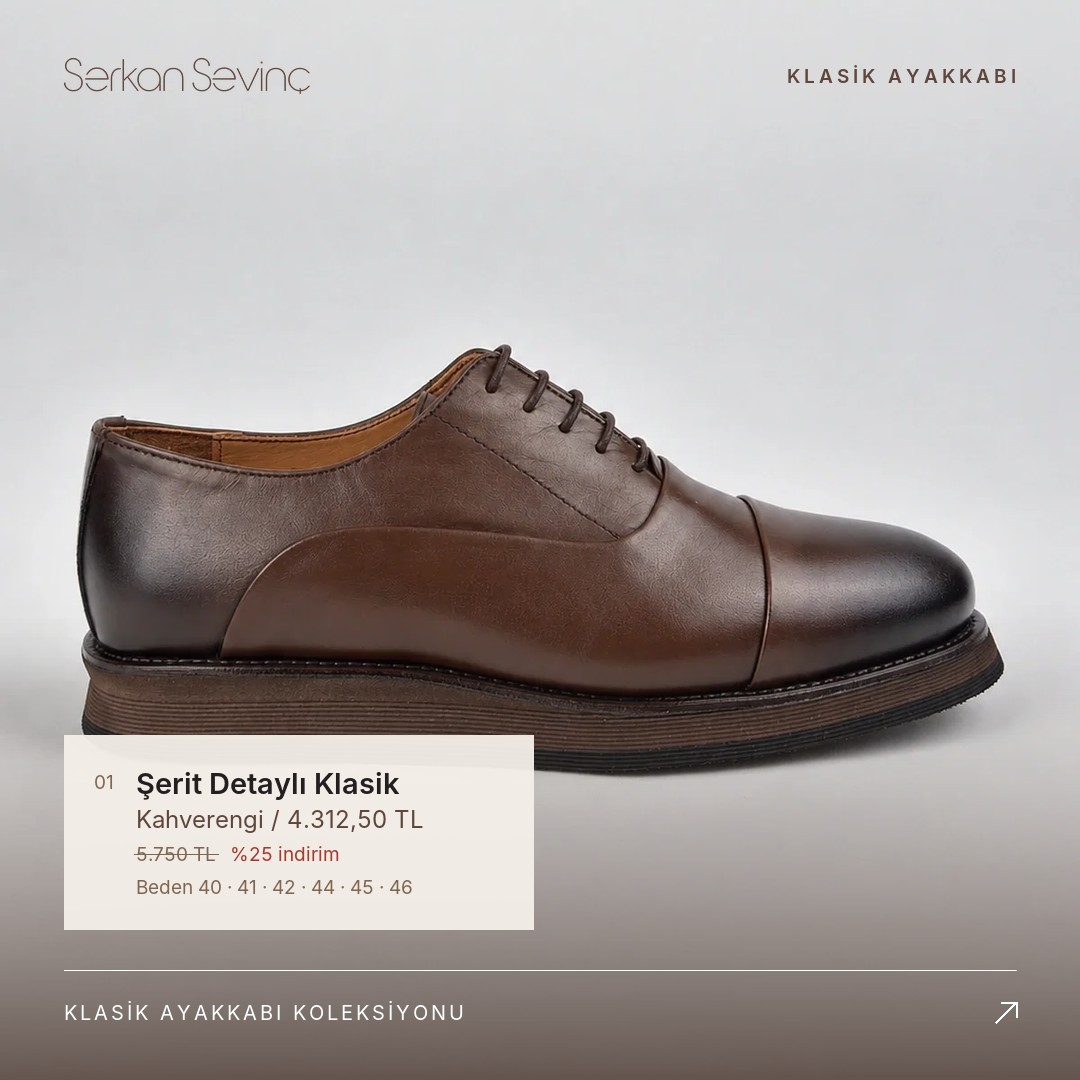 Serkan Sevinç
KLASİK AYAKKABI
01
Şerit Detaylı Klasik
Kahverengi / 4.312,50 TL
5.750 TL %25 indirim
Beden 40 · 41 · 42 · 44 · 45 · 46
KLASİK AYAKKABI KOLEKSİYONU